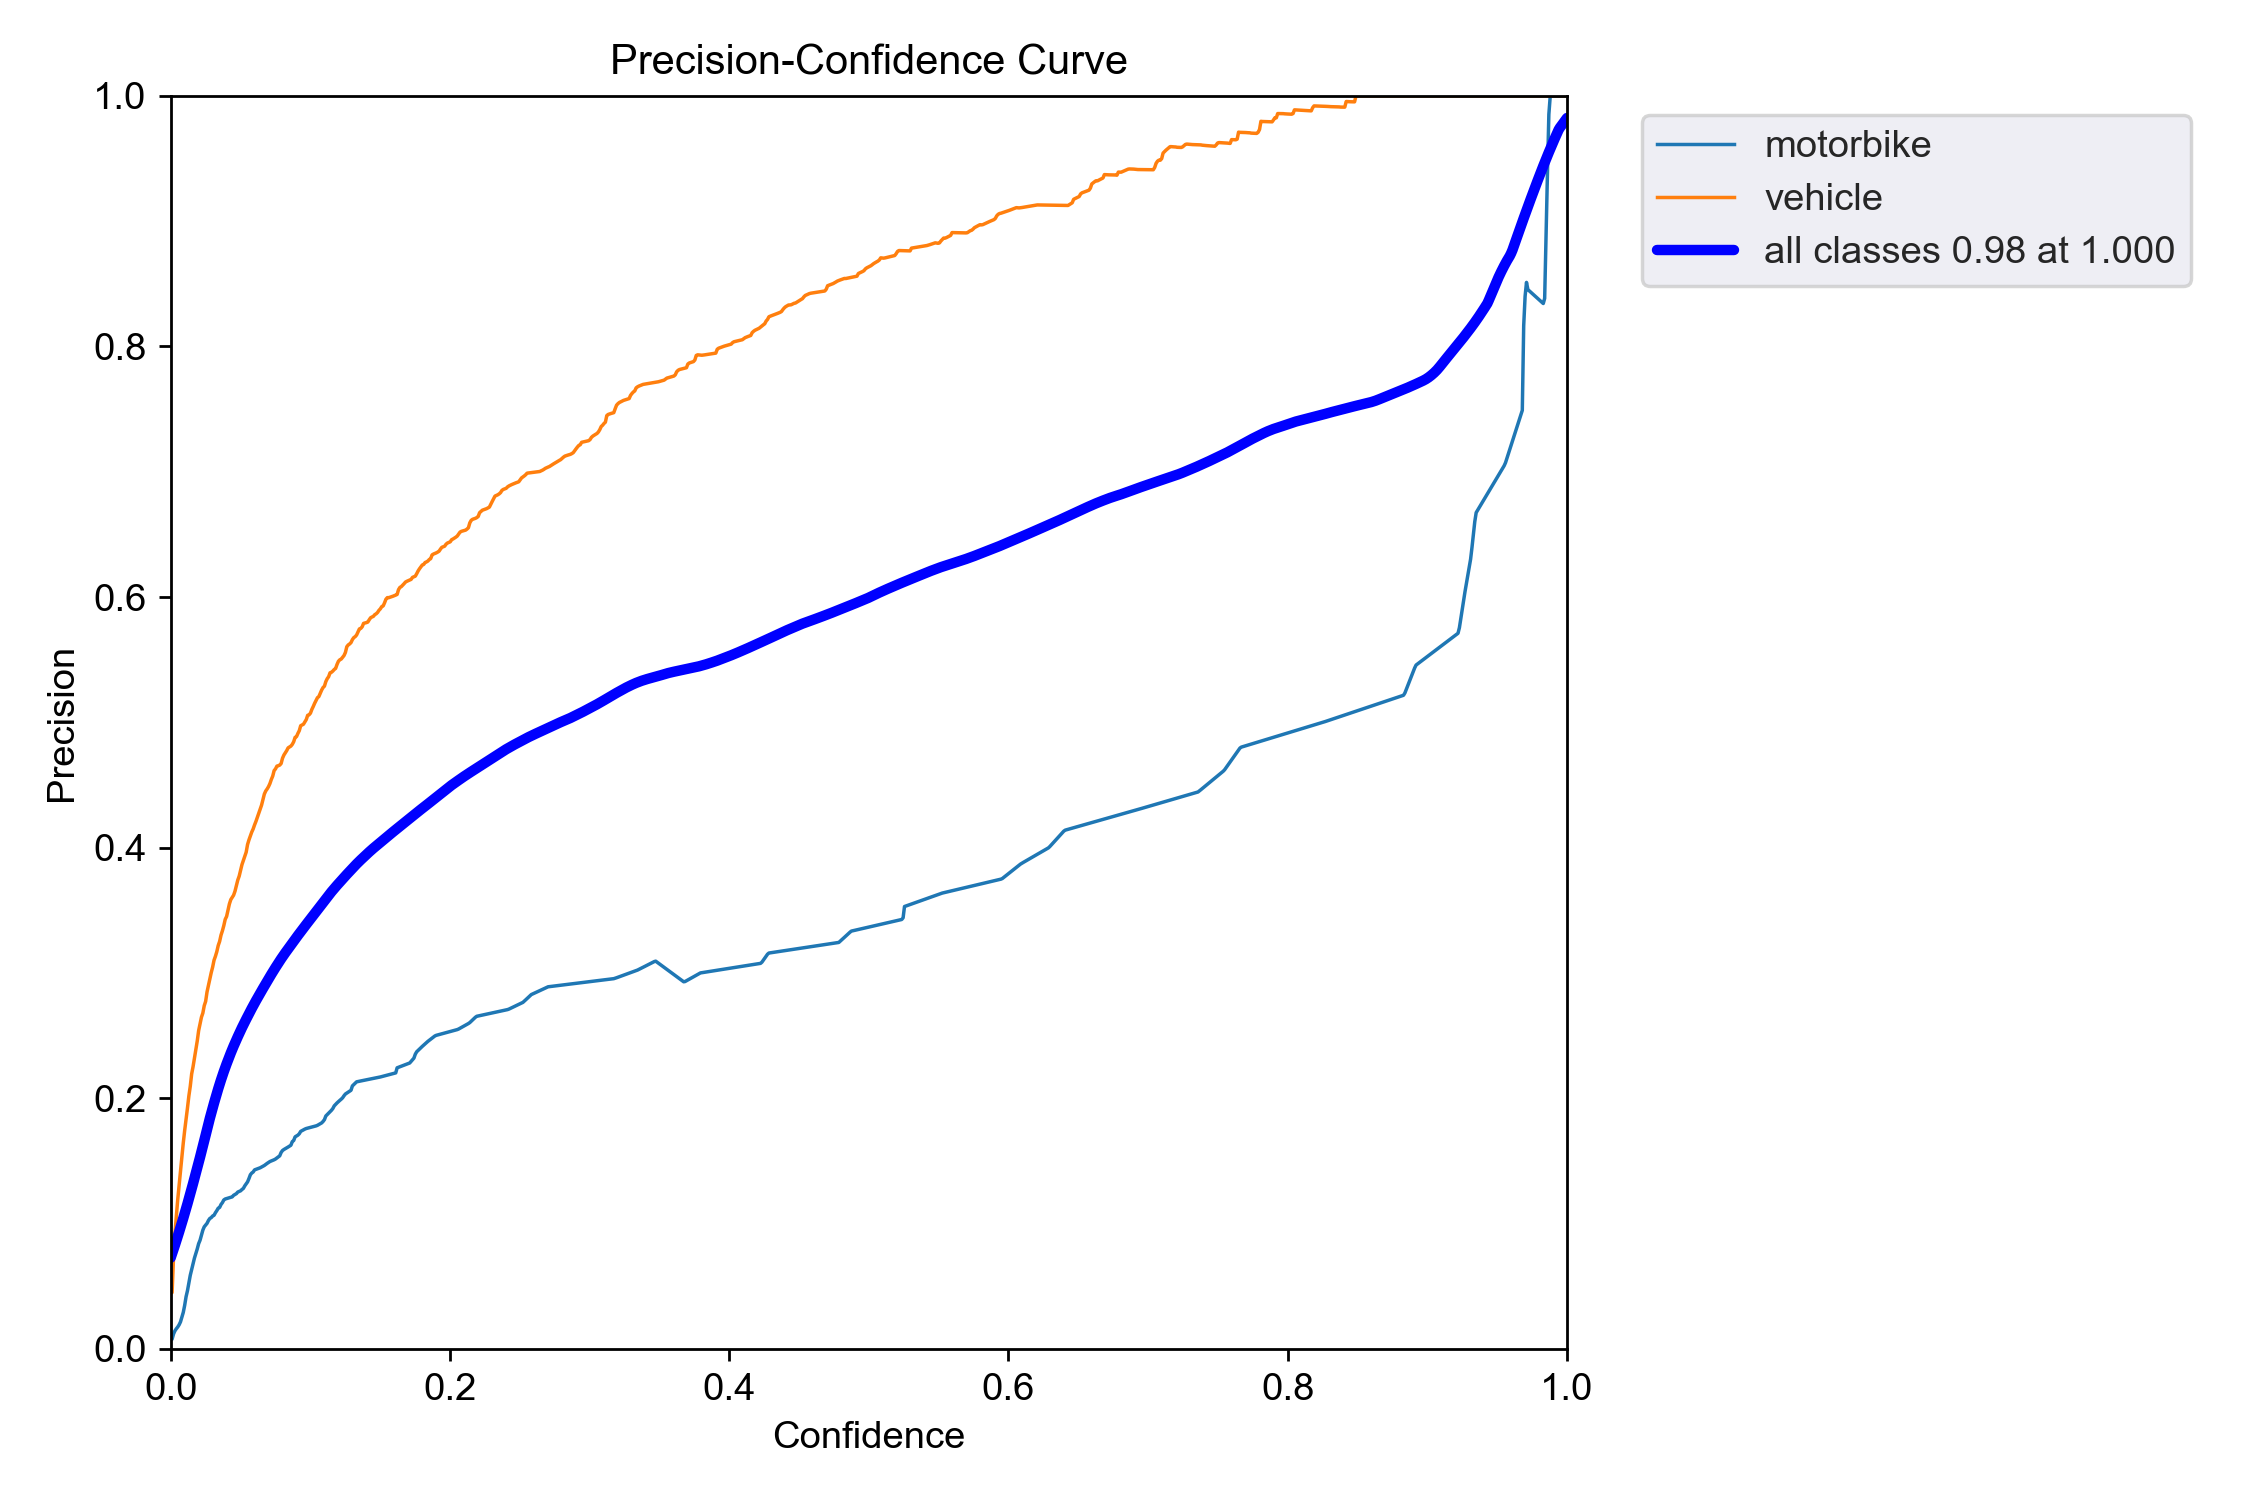 Precision-Confidence Curve
1.0
0.8
0.6
0.4
0.2
0.0
0.0 0.2 0.4 0.6 0.8 1.0
Precision
Confidence
motorbike
vehicle
all classes 0.98 at 1.000